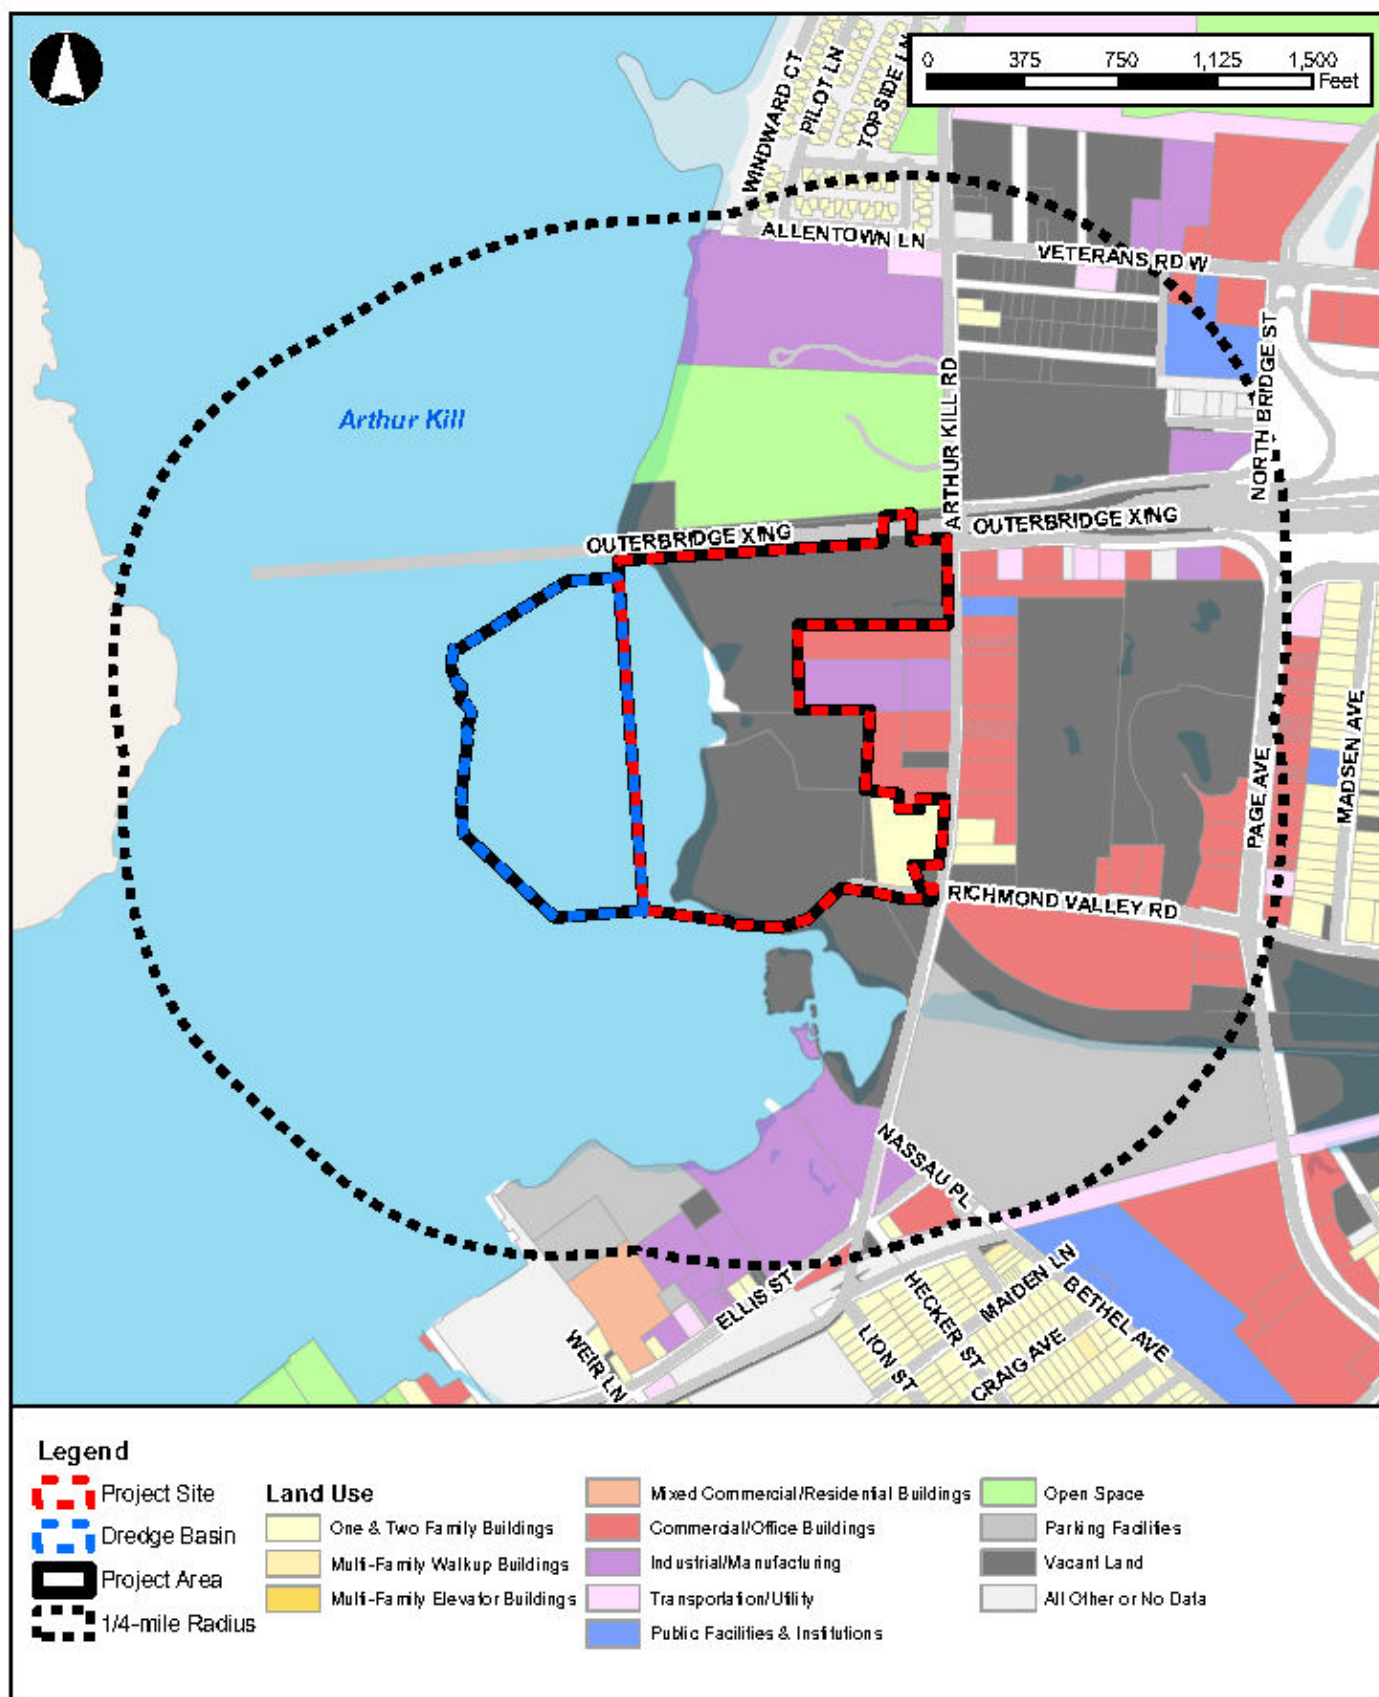 0 375 750 1,125 1,500
Feet
WINDWARD CT
PILOT LN
TOPSIDE LN
ALLENTOWN LN
VETERANS RD W
NORTH BRIDGE ST
ARTHUR KILL RD
Arthur Kill
OUTERBRIDGE XING
OUTERBRIDGE XING
MADSEN AVE
PAGE AVE
RICHMOND VALLEY RD
NASSAU PL
ELLIS ST
WEIR LN
HECKER ST
MAIDEN LN
BETHEL AVE
LION ST
CRAIG AVE
Legend
Project Site
Dredge Basin
Project Area
1/4-mile Radius
Land Use
One & Two Family Buildings
Multi-Family Walkup Buildings
Multi-Family Elevator Buildings
Mixed Commercial/Residential Buildings
Commercial/Office Buildings
Industrial/Manufacturing
Transportation/Utility
Public Facilities & Institutions
Open Space
Parking Facilities
Vacant Land
All Other or No Data